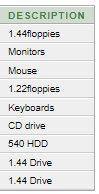 DESCRIPTION
1.44floppies
Monitors
Mouse
1.22floppies
Keyboards
CD drive
540 HDD
1.44 Drive
1.44 Drive